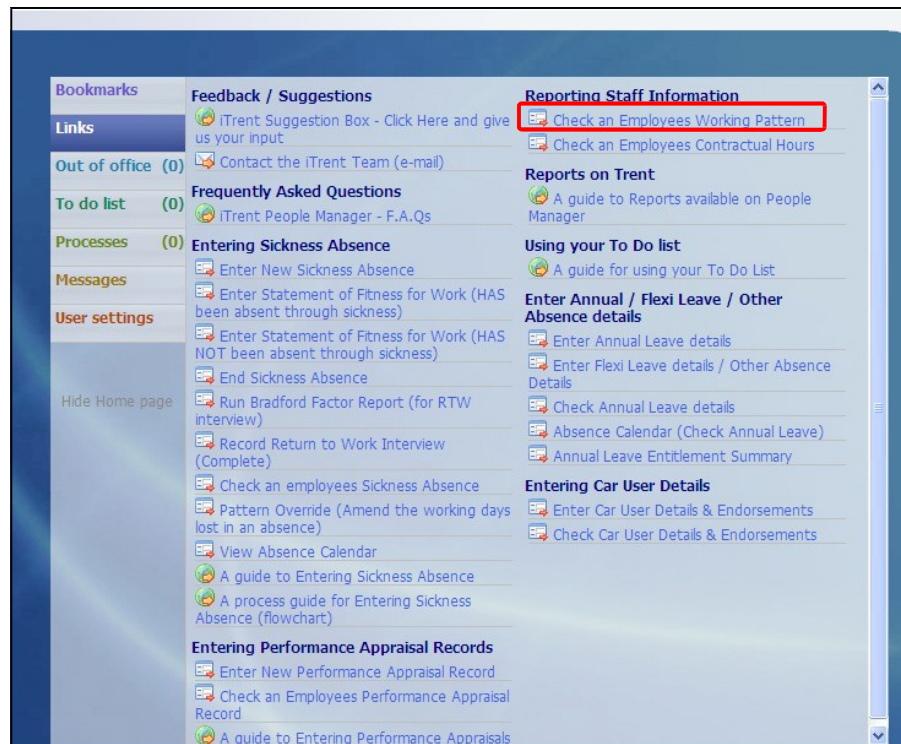 Bookmarks
Links
Out of office (0)
To do list (0)
Processes (0)
Messages
User settings
Hide Home page
Feedback / Suggestions
iTrent Suggestion Box - Click Here and give
us your input
Contact the iTrent Team (e-mail)
Frequently Asked Questions
iTrent People Manager - F.A.Qs
Entering Sickness Absence
Enter New Sickness Absence
Enter Statement of Fitness for Work (HAS
been absent through sickness)
Enter Statement of Fitness for Work (HAS
NOT been absent through sickness)
End Sickness Absence
Run Bradford Factor Report (for RTW
interview)
Record Return to Work Interview
(Complete)
Check an employees Sickness Absence
Pattern Override (Amend the working days
lost in an absence)
View Absence Calendar
A guide to Entering Sickness Absence
A process guide for Entering Sickness
Absence (flowchart)
Entering Performance Appraisal Records
Enter New Performance Appraisal Record
Check an Employees Performance Appraisal
Record
A guide to Entering Performance Appraisals
Reporting Staff Information
Check an Employees Working Pattern
Check an Employees Contractual Hours
Reports on Trent
A guide to Reports available on People
Manager
Using your To Do list
A guide for using your To Do List
Enter Annual / Flexi Leave / Other
Absence details
Enter Annual Leave details
Enter Flexi Leave details / Other Absence
Details
Check Annual Leave details
Absence Calendar (Check Annual Leave)
Annual Leave Entitlement Summary
Entering Car User Details
Enter Car User Details & Endorsements
Check Car User Details & Endorsements